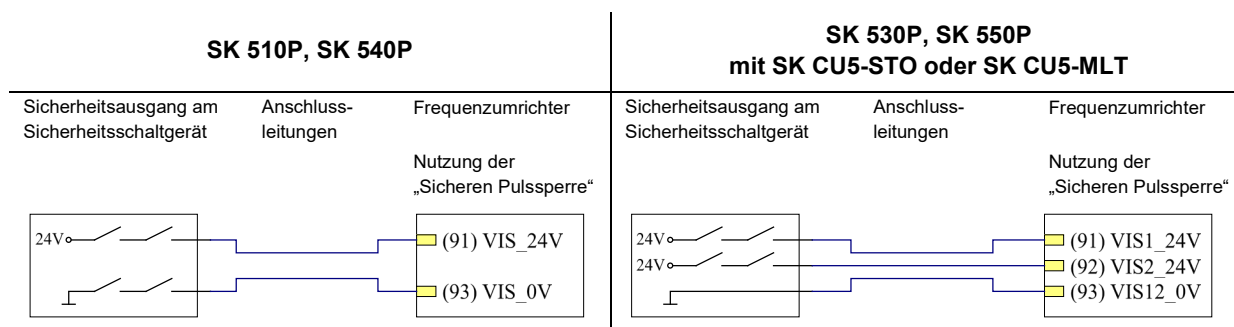 SK 510P, SK 540P
Sicherheitsausgang am
Sicherheitsschaltgerät
Anschluss-
leitungen
Frequenzumrichter
Nutzung der
„Sicheren Pulssperre“
24V
(91) VIS_24V
(93) VIS_0V
SK 530P, SK 550P
mit SK CU5-STO oder SK CU5-MLT
Sicherheitsausgang am
Sicherheitsschaltgerät
Anschluss-
leitungen
Frequenzumrichter
Nutzung der
„Sicheren Pulssperre“
24V
24V
(91) VIS1_24V
(92) VIS2_24V
(93) VIS12_0V